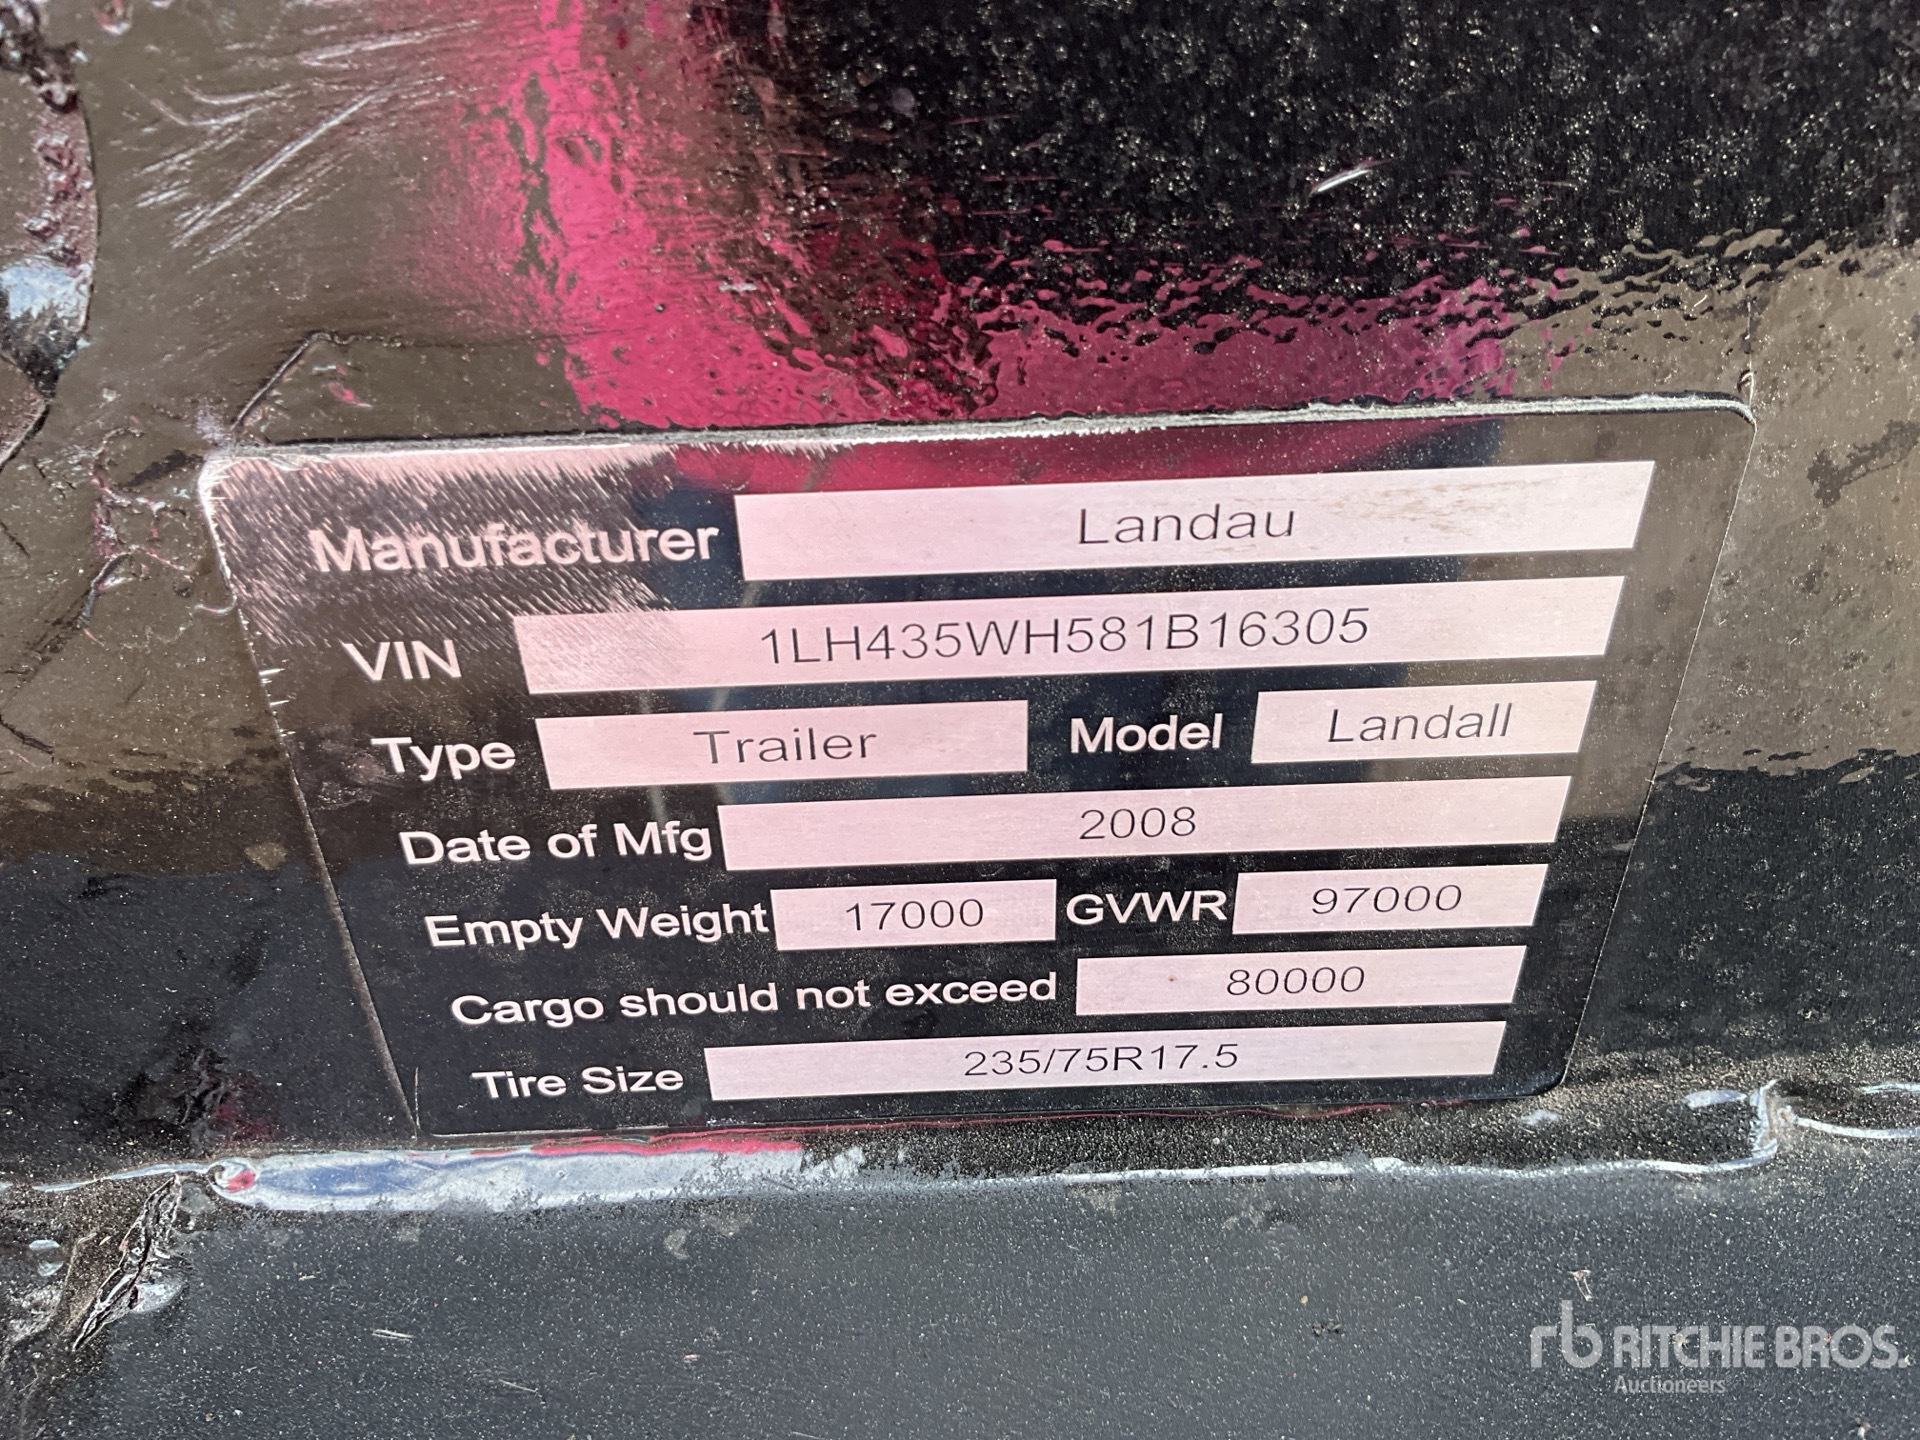 Manufacturer Landau
VIN 1LH435WH581B16305
Type Trailer Model Landall
Date of Mfg 2008
Empty Weight 17000 GVWR 97000
Cargo should not exceed 80000
Tire Size 235/75R17.5
rb RITCHIE BROS.
Auctioneers